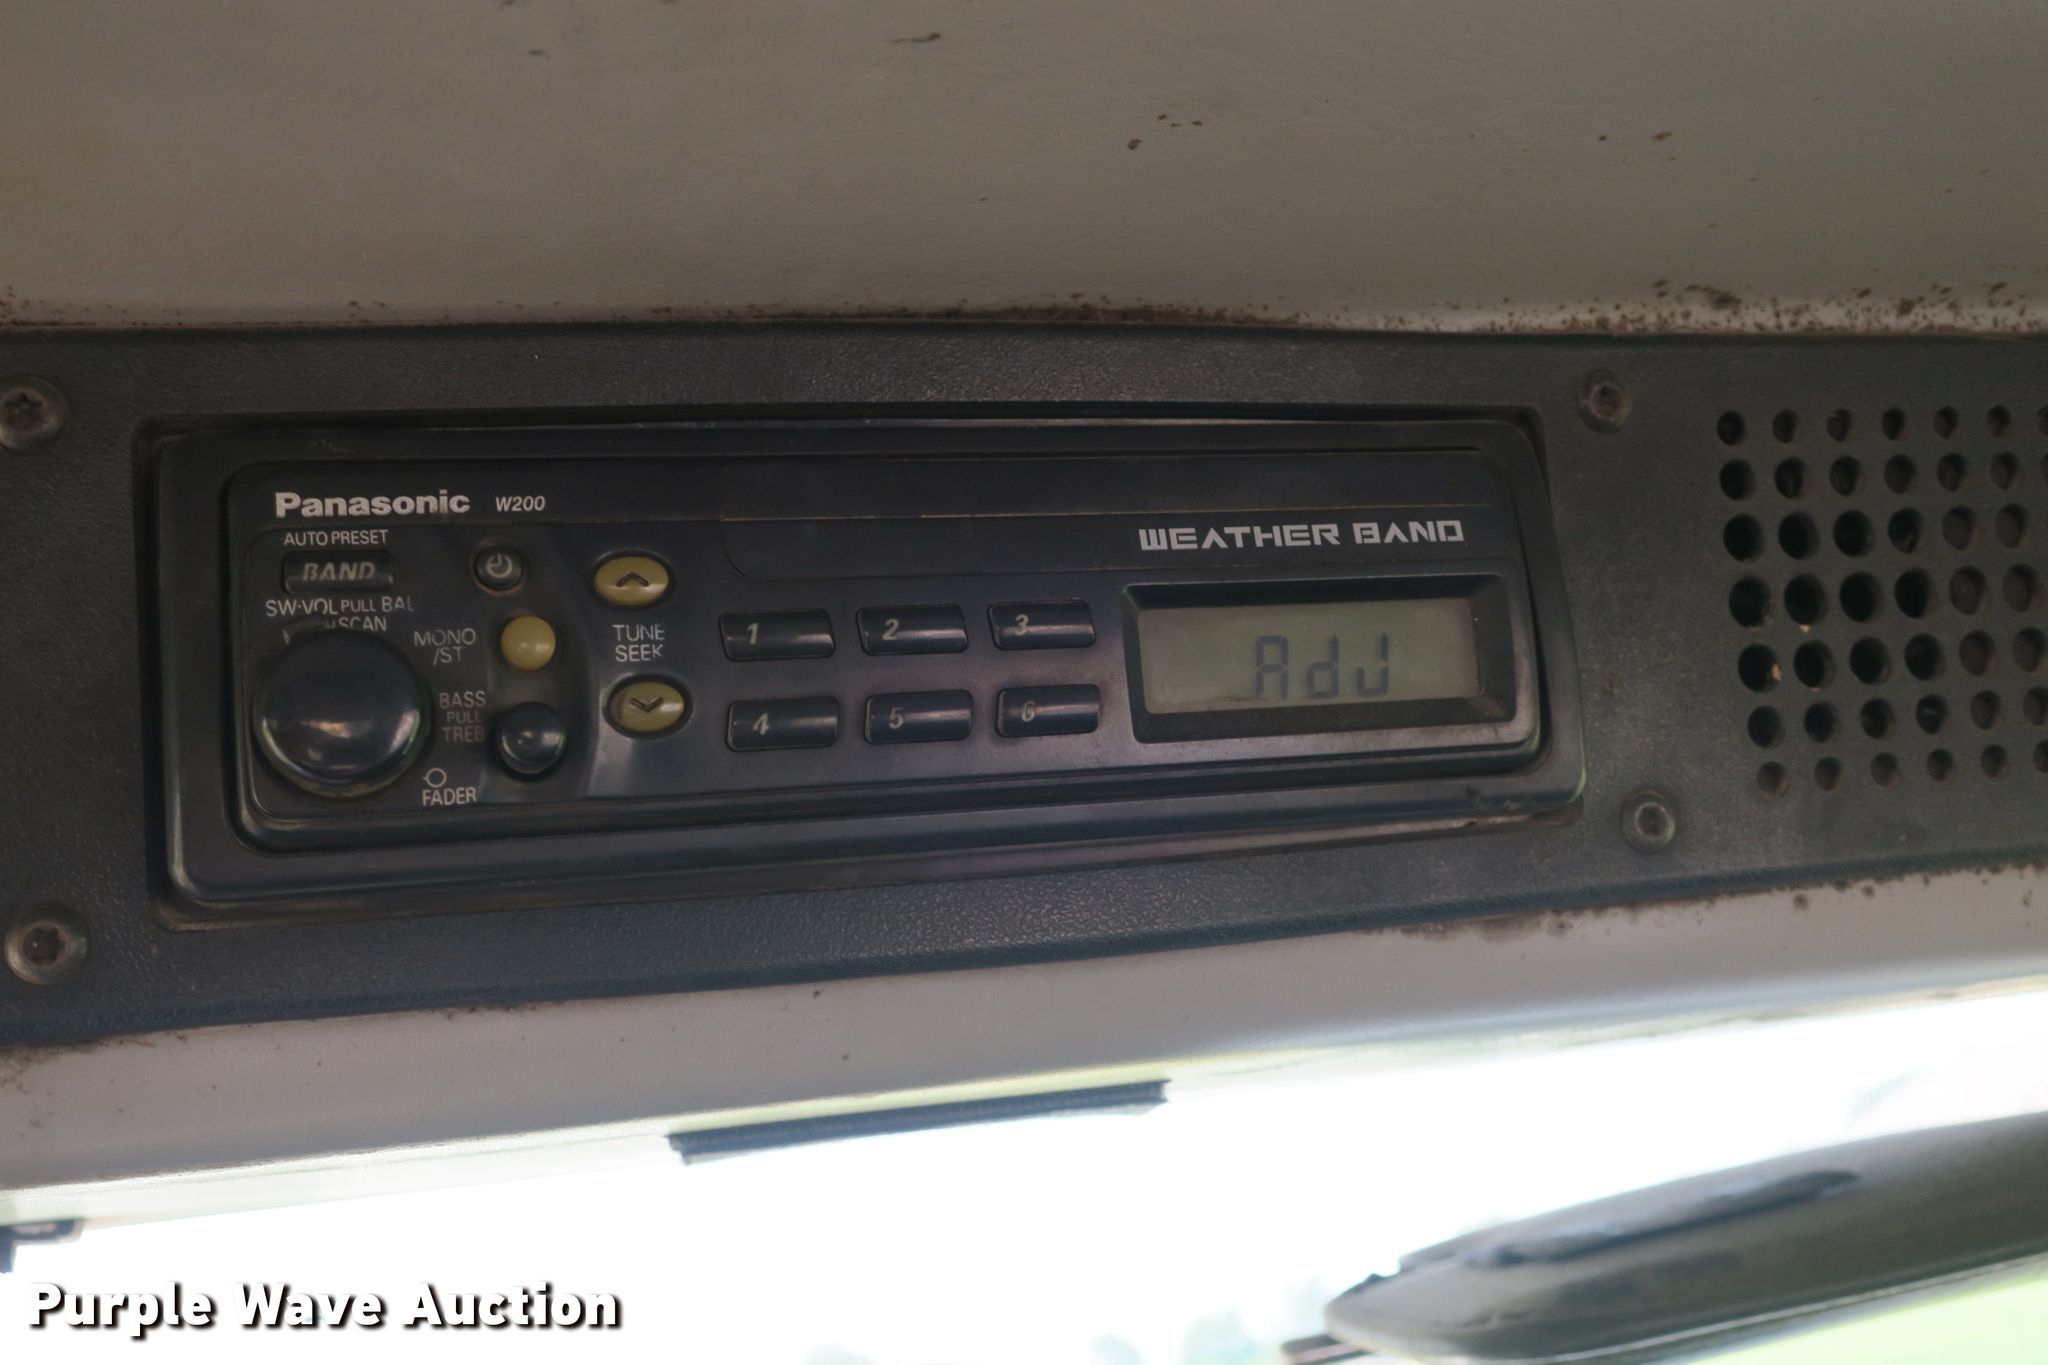 Panasonic W200
AUTO PRESET
BAND
WEATHER BAND
SW·VOL PULL BAL
SCAN
MONO
/ST
TUNE
SEEK
1 2 3
Adj
BASS
PULL
TREB
4 5 6
FADER
Purple Wave Auction